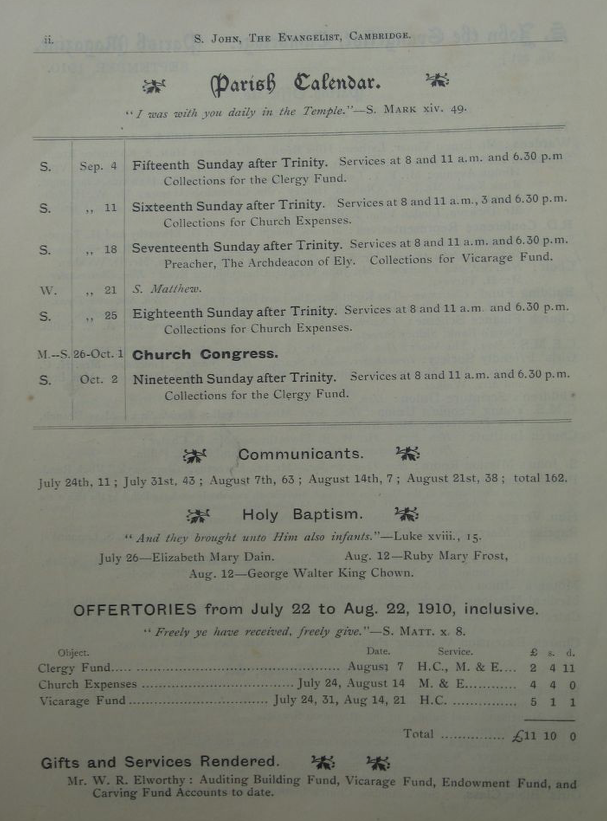 ii. S. John, The Evangelist, Cambridge.
Parish Calendar.
"I was with you daily in the Temple."—S. Mark xiv. 49.
S. Sep. 4 Fifteenth Sunday after Trinity. Services at 8 and 11 a.m. and 6.30 p.m
Collections for the Clergy Fund.
S. ,, 11 Sixteenth Sunday after Trinity. Services at 8 and 11 a.m., 3 and 6.30 p.m.
Collections for Church Expenses.
S. ,, 18 Seventeenth Sunday after Trinity. Services at 8 and 11 a.m. and 6.30 p.m.
Preacher, The Archdeacon of Ely. Collections for Vicarage Fund.
W. ,, 21 S. Matthew.
S. ,, 25 Eighteenth Sunday after Trinity. Services at 8 and 11 a.m. and 6.30 p.m.
Collections for Church Expenses.
M.--S. 26-Oct. 1 Church Congress.
S. Oct. 2 Nineteenth Sunday after Trinity. Services at 8 and 11 a.m. and 6.30 p.m.
Collections for the Clergy Fund.
Communicants.
July 24th, 11; July 31st, 43; August 7th, 63; August 14th, 7; August 21st, 38; total 162.
Holy Baptism.
"And they brought unto Him also infants."—Luke xviii., 15.
July 26—Elizabeth Mary Dain. Aug. 12—Ruby Mary Frost,
Aug. 12—George Walter King Chown.
OFFERTORIES from July 22 to Aug. 22, 1910, inclusive.
"Freely ye have received, freely give."—S. Matt. x. 8.
Object. Date. Service. £ s. d.
Clergy Fund..... August 7 H.C., M. & E.... 2 4 11
Church Expenses ..... July 24, August 14 M. & E........... 4 4 0
Vicarage Fund ..... July 24, 31, Aug 14, 21 H.C. .............. 5 1 1
Total .............. £11 10 0
Gifts and Services Rendered.
Mr. W. R. Elworthy: Auditing Building Fund, Vicarage Fund, Endowment Fund, and
Carving Fund Accounts to date.